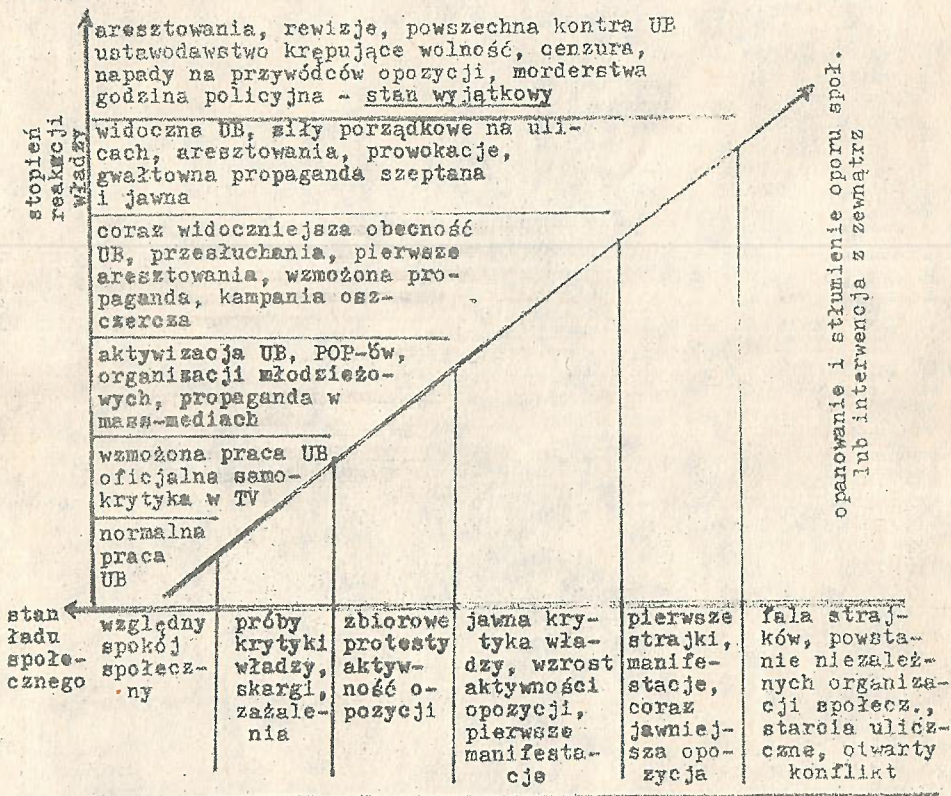 aresztowania, rewizje, powszechna kontra UB
ustawodawstwo krępujące wolność, cenzura,
napady na przywódców opozycji, morderstwa
godzina policyjna - stan wyjątkowy
stopień
reakcji
władzy
widoczne UB, siły porządkowe na uli-
cach, aresztowania, prowokacje,
gwałtowna propaganda szeptana
i jawna
coraz widoczniejsza obecność
UB, przesłuchania, pierwsze
aresztowania, wzmożona pro-
paganda, kampania osz-
czercza
aktywizacja UB, POP-ów,
organizacji młodzieżo-
wych, propaganda w
mass-mediach
wzmożona praca UB
oficjalna samo-
krytyka w TV
normalna
praca
UB
opanowanie i stłumienie oporu społ.
lub interwencja z zewnątrz
stan
ładu
społe-
cznego
względny
spokój
społecz-
ny
próby
krytyki
władzy,
skargi,
zażale-
nia
zbiorowe
protesty
aktyw-
ność o-
pozycji
jawna kry-
tyka wła-
dzy, wzrost
aktywności
opozycji,
pierwsze
manifesta-
cje
pierwsze
strajki,
manife-
stacje,
coraz
jawniej-
sza opo-
zycja
fala straj-
ków, powsta-
nie niezależ-
nych organiza-
cji społecz.,
starcia ulicz-
czne, otwarty
konflikt